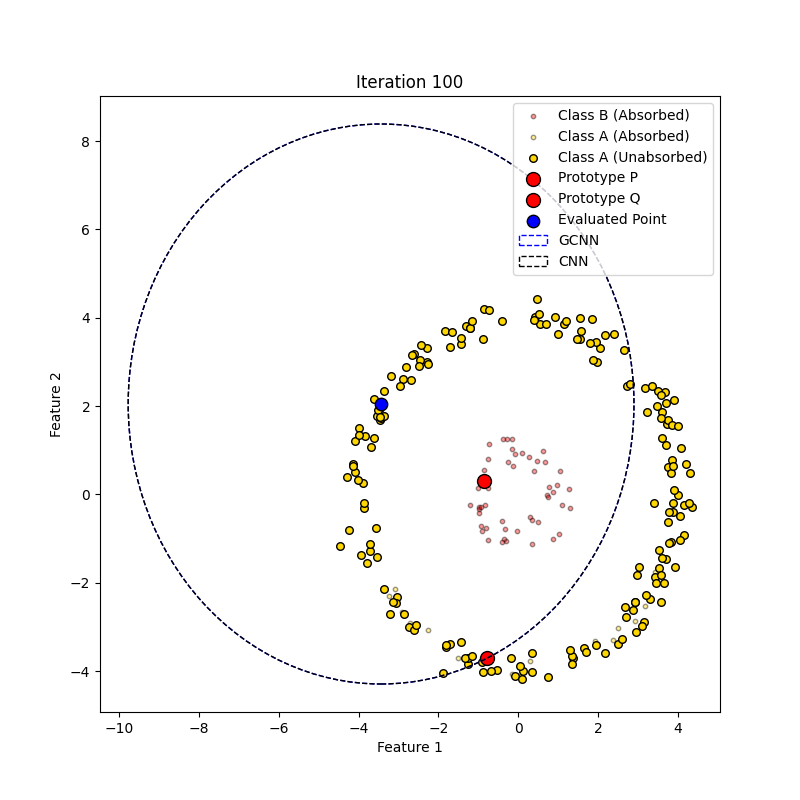 Iteration 100
Class B (Absorbed)
Class A (Absorbed)
Class A (Unabsorbed)
Prototype P
Prototype Q
Evaluated Point
GCNN
CNN
8
6
4
2
0
−2
−4
Feature 2
−10 −8 −6 −4 −2 0 2 4
Feature 1